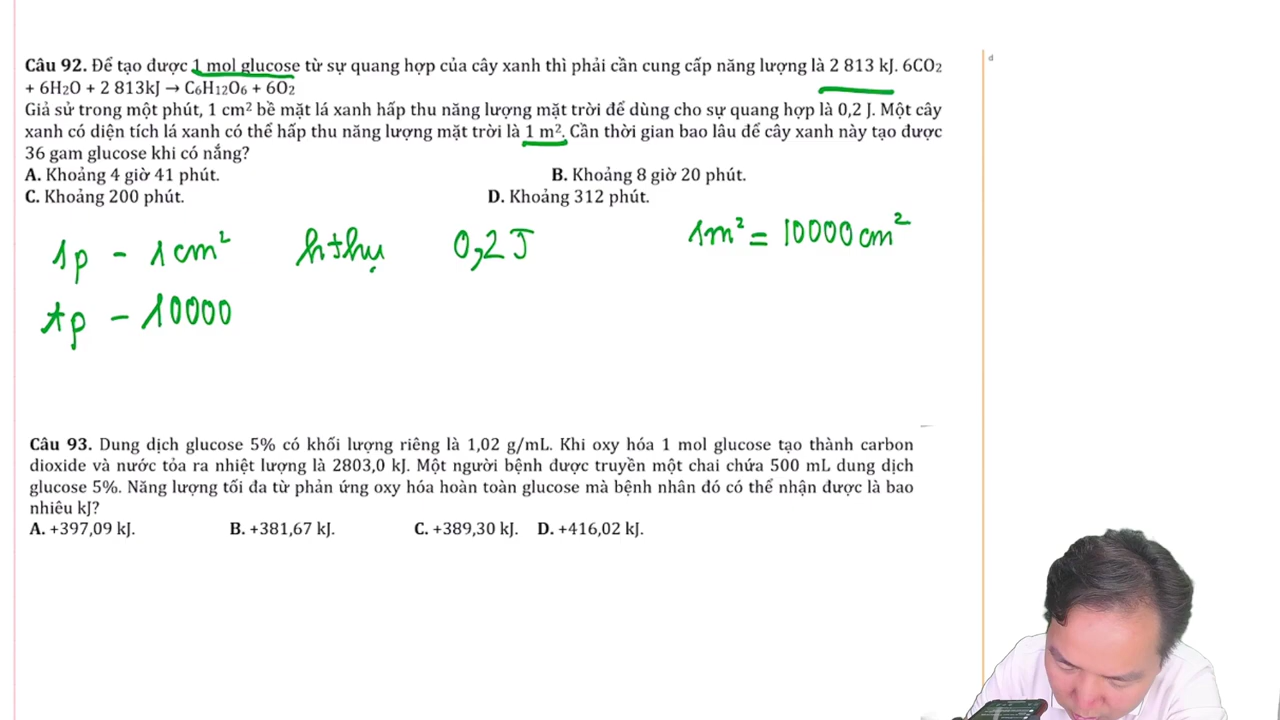 Câu 92. Để tạo được 1 mol glucose từ sự quang hợp của cây xanh thì phải cần cung cấp năng lượng là 2 813 kJ. 6CO₂
+ 6H₂O + 2 813kJ → C₆H₁₂O₆ + 6O₂
Giả sử trong một phút, 1 cm² bề mặt lá xanh hấp thu năng lượng mặt trời để dùng cho sự quang hợp là 0,2 J. Một cây
xanh có diện tích lá xanh có thể hấp thu năng lượng mặt trời là 1 m². Cần thời gian bao lâu để cây xanh này tạo được
36 gam glucose khi có nắng?
A. Khoảng 4 giờ 41 phút. B. Khoảng 8 giờ 20 phút.
C. Khoảng 200 phút. D. Khoảng 312 phút.
1p - 1cm² h thụ 0,2J 1m² = 10000cm²
tp - 10000
Câu 93. Dung dịch glucose 5% có khối lượng riêng là 1,02 g/mL. Khi oxy hóa 1 mol glucose tạo thành carbon
dioxide và nước tỏa ra nhiệt lượng là 2803,0 kJ. Một người bệnh được truyền một chai chứa 500 mL dung dịch
glucose 5%. Năng lượng tối đa từ phản ứng oxy hóa hoàn toàn glucose mà bệnh nhân đó có thể nhận được là bao
nhiêu kJ?
A. +397,09 kJ. B. +381,67 kJ. C. +389,30 kJ. D. +416,02 kJ.
d